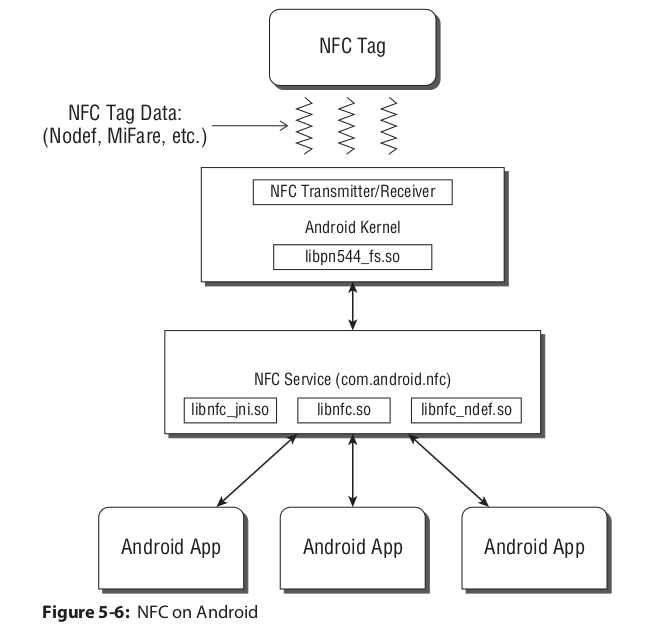 NFC Tag
NFC Tag Data:
(Nodef, MiFare, etc.)
NFC Transmitter/Receiver
Android Kernel
libpn544_fs.so
NFC Service (com.android.nfc)
libnfc_jni.so
libnfc.so
libnfc_ndef.so
Android App
Android App
Android App
Figure 5-6: NFC on Android